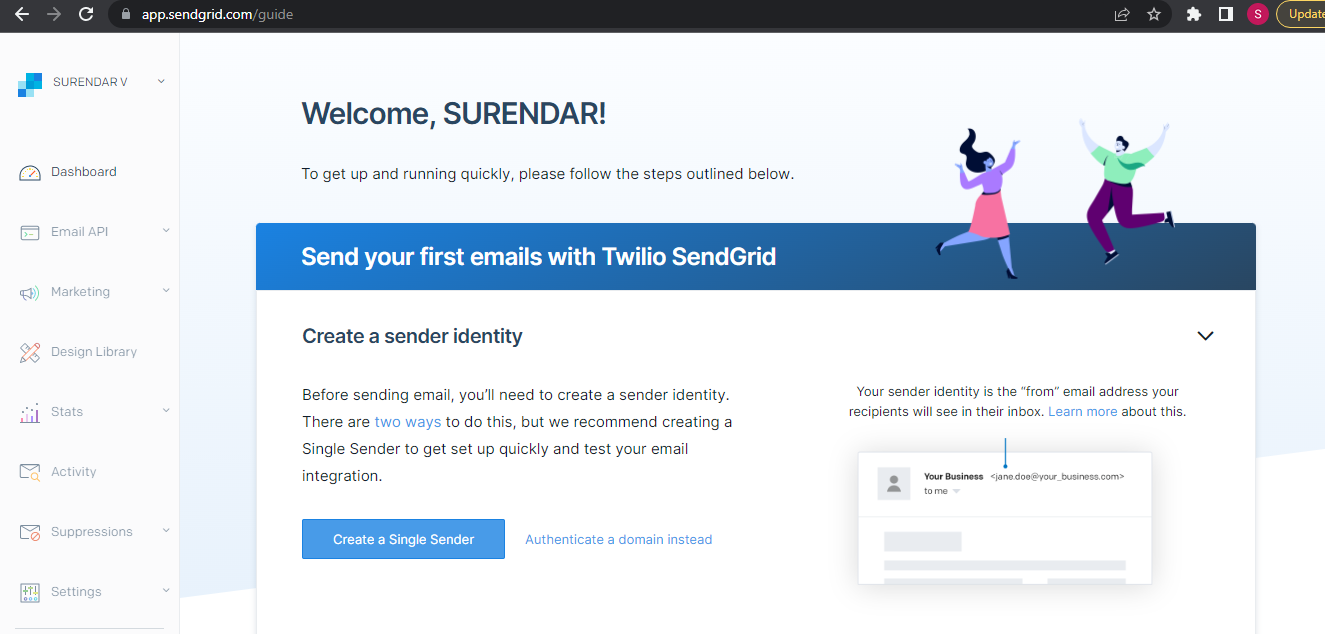 app.sendgrid.com/guide
S
Update
SURENDAR V
Dashboard
Email API
Marketing
Design Library
Stats
Activity
Suppressions
Settings
Welcome, SURENDAR!
To get up and running quickly, please follow the steps outlined below.
Send your first emails with Twilio SendGrid
Create a sender identity
Before sending email, you’ll need to create a sender identity.
There are two ways to do this, but we recommend creating a
Single Sender to get set up quickly and test your email
integration.
Create a Single Sender
Authenticate a domain instead
Your sender identity is the “from” email address your
recipients will see in their inbox. Learn more about this.
Your Business <jane.doe@your_business.com>
to me